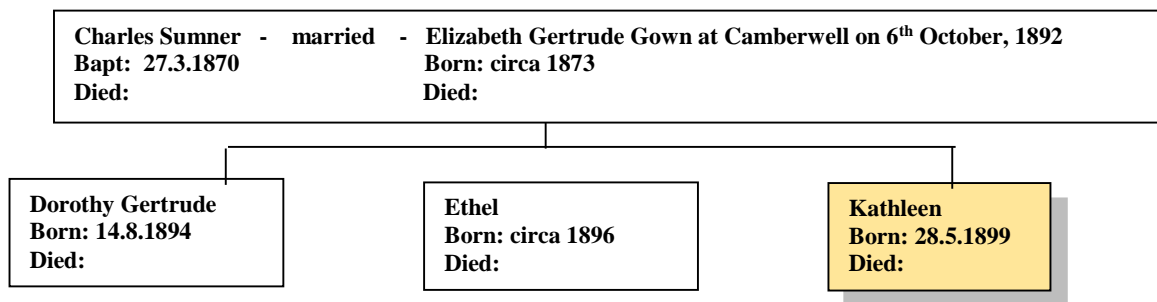 Charles Sumner - married - Elizabeth Gertrude Gown at Camberwell on 6th October, 1892
Bapt: 27.3.1870 Born: circa 1873
Died: Died:
Dorothy Gertrude
Born: 14.8.1894
Died:
Ethel
Born: circa 1896
Died:
Kathleen
Born: 28.5.1899
Died: